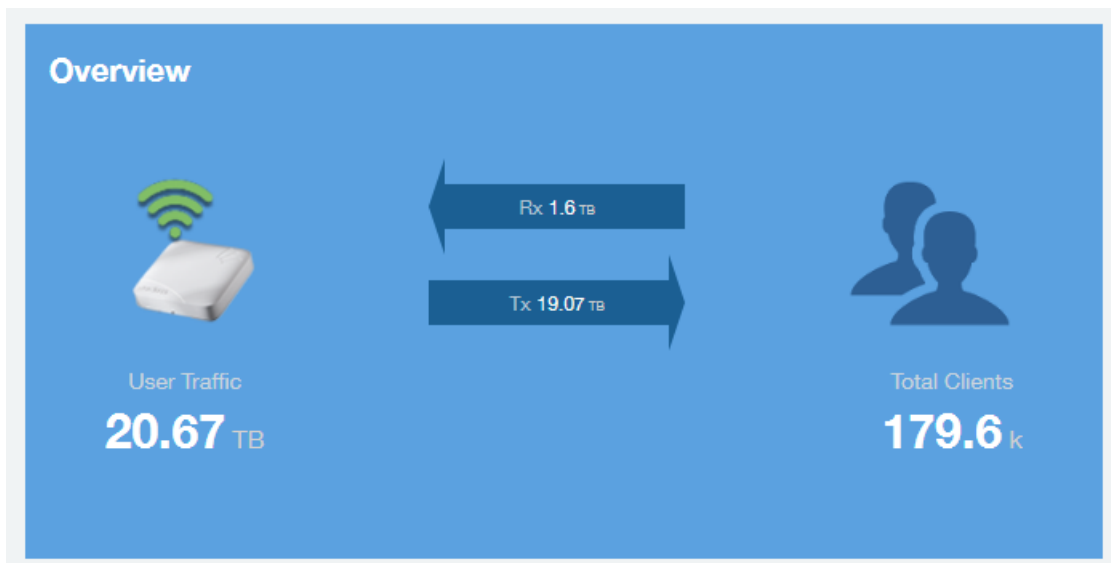 Overview
Rx 1.6 TB
Tx 19.07 TB
User Traffic
20.67 TB
Total Clients
179.6 k